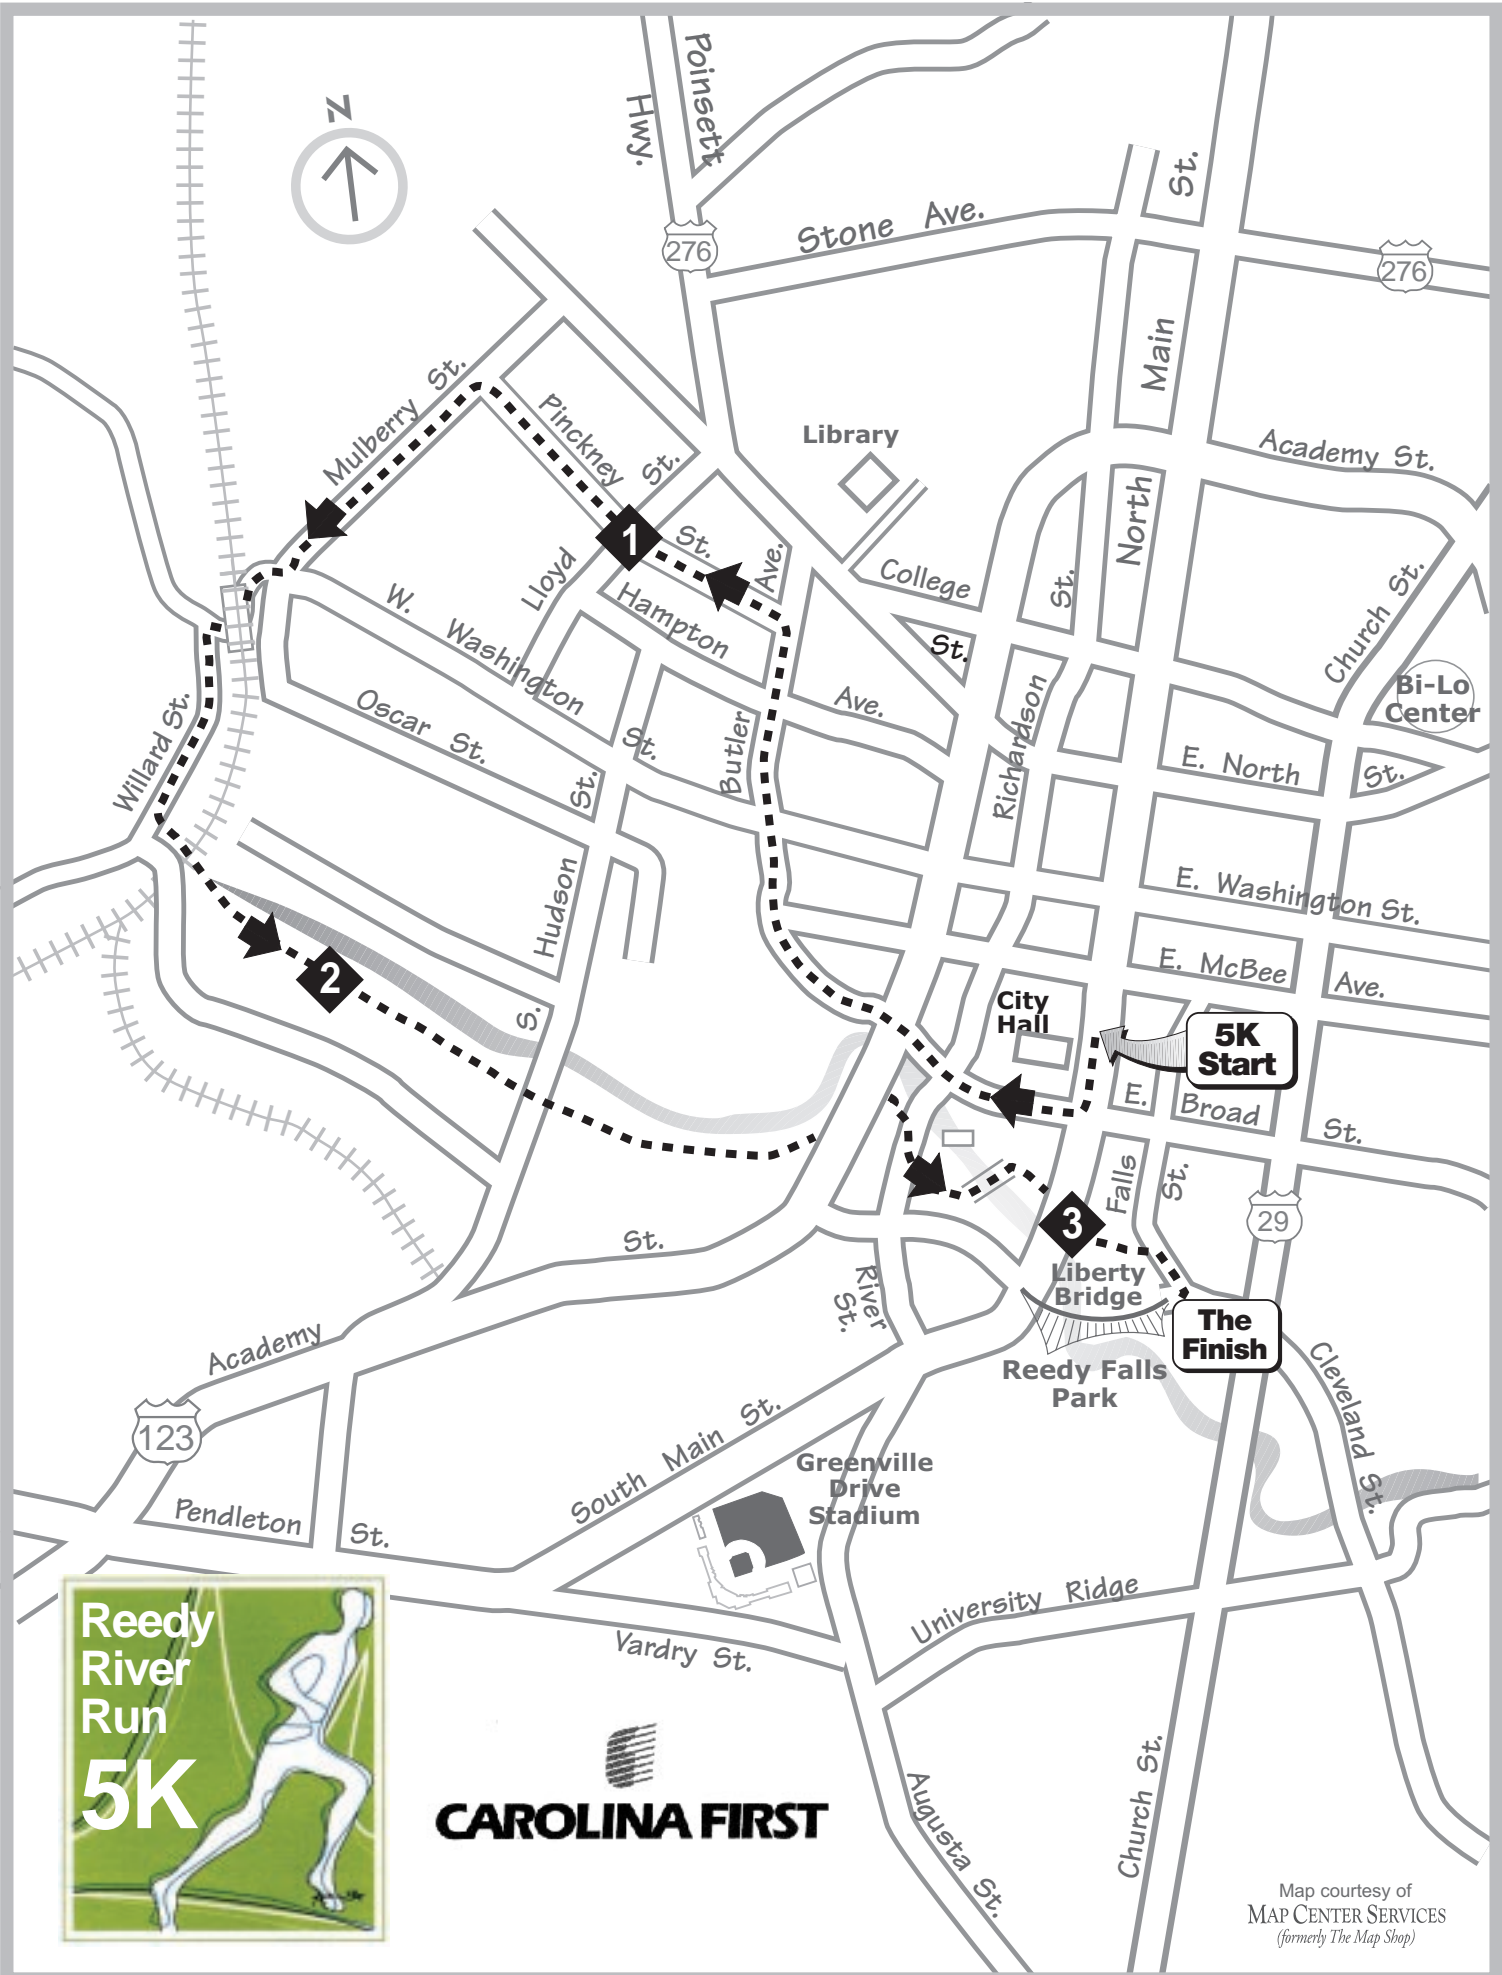 N
Poinsett
Hwy.
276
Stone Ave.
St.
276
Main
Mulberry St.
Pinckney
St.
Library
Academy St.
North
1
St.
Ave.
Lloyd
Hampton
College
St.
St.
Church St.
W.
Washington
Bi-Lo
Center
Oscar St.
Ave.
Richardson
Willard St.
St.
Butler
E. North
St.
St.
Hudson
E. Washington St.
2
E. McBee
Ave.
City
Hall
S.
5K
Start
E.
Broad
St.
Falls
St.
3
29
St.
River
St.
Liberty
Bridge
The
Finish
Academy
Reedy Falls
Park
Cleveland St.
123
South Main St.
Greenville
Drive
Stadium
Pendleton
St.
University Ridge
Vardry St.
Reedy
River
Run
5K
CAROLINA FIRST
Augusta St.
Church St.
Map courtesy of
MAP CENTER SERVICES
(formerly The Map Shop)